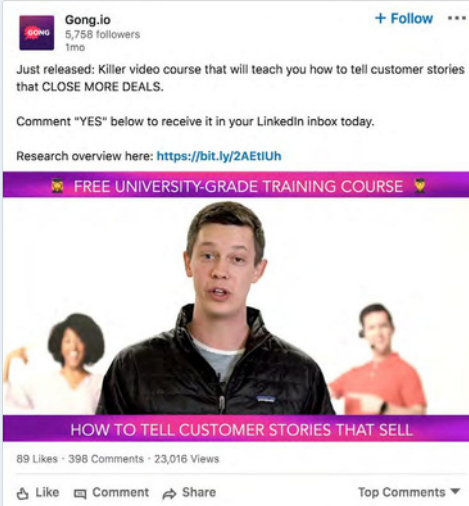 GONG
Gong.io
5,758 followers
1mo
+ Follow
Just released: Killer video course that will teach you how to tell customer stories
that CLOSE MORE DEALS.
Comment "YES" below to receive it in your LinkedIn inbox today.
Research overview here: https://bit.ly/2AEtIUh
FREE UNIVERSITY-GRADE TRAINING COURSE
HOW TO TELL CUSTOMER STORIES THAT SELL
89 Likes · 398 Comments · 23,016 Views
Like Comment Share Top Comments